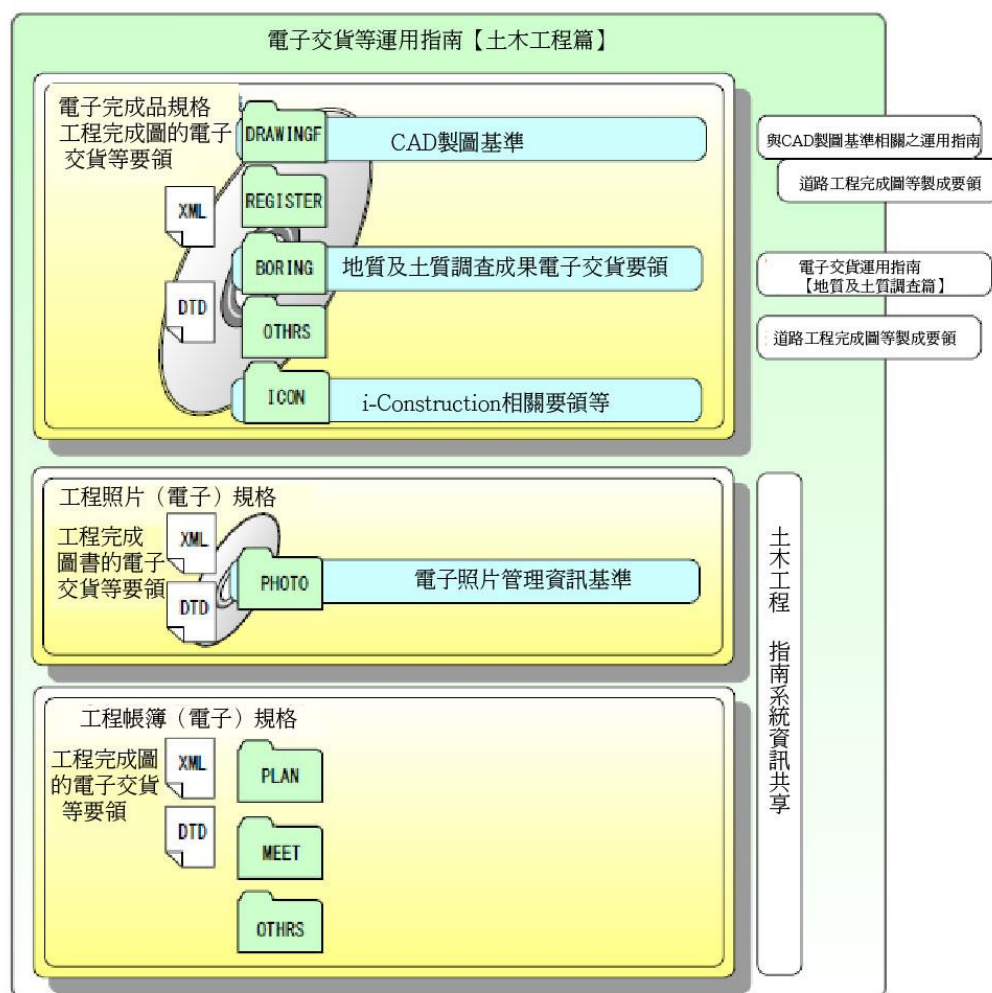 電子交貨等運用指南【土木工程篇】
電子完成品規格
工程完成圖的電子
交貨等要領
XML
DTD
DRAWINGF
CAD製圖基準
REGISTER
BORING
地質及土質調查成果電子交貨要領
OTHRS
ICON
i-Construction相關要領等
與CAD製圖基準相關之運用指南
道路工程完成圖等製成要領
電子交貨運用指南
【地質及土質調查篇】
道路工程完成圖等製成要領
工程照片（電子）規格
工程完成
圖書的電子
交貨等要領
XML
DTD
PHOTO
電子照片管理資訊基準
工程帳簿（電子）規格
工程完成圖
的電子交貨
等要領
XML
DTD
PLAN
MEET
OTHRS
土木工程 指南系統資訊共享